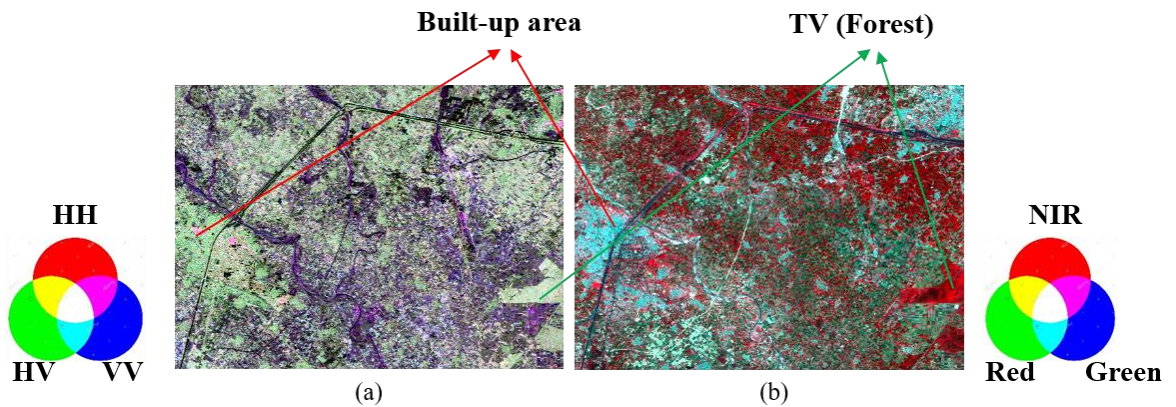 Built-up area
TV (Forest)
HH
HV
VV
NIR
Red
Green
(a)
(b)